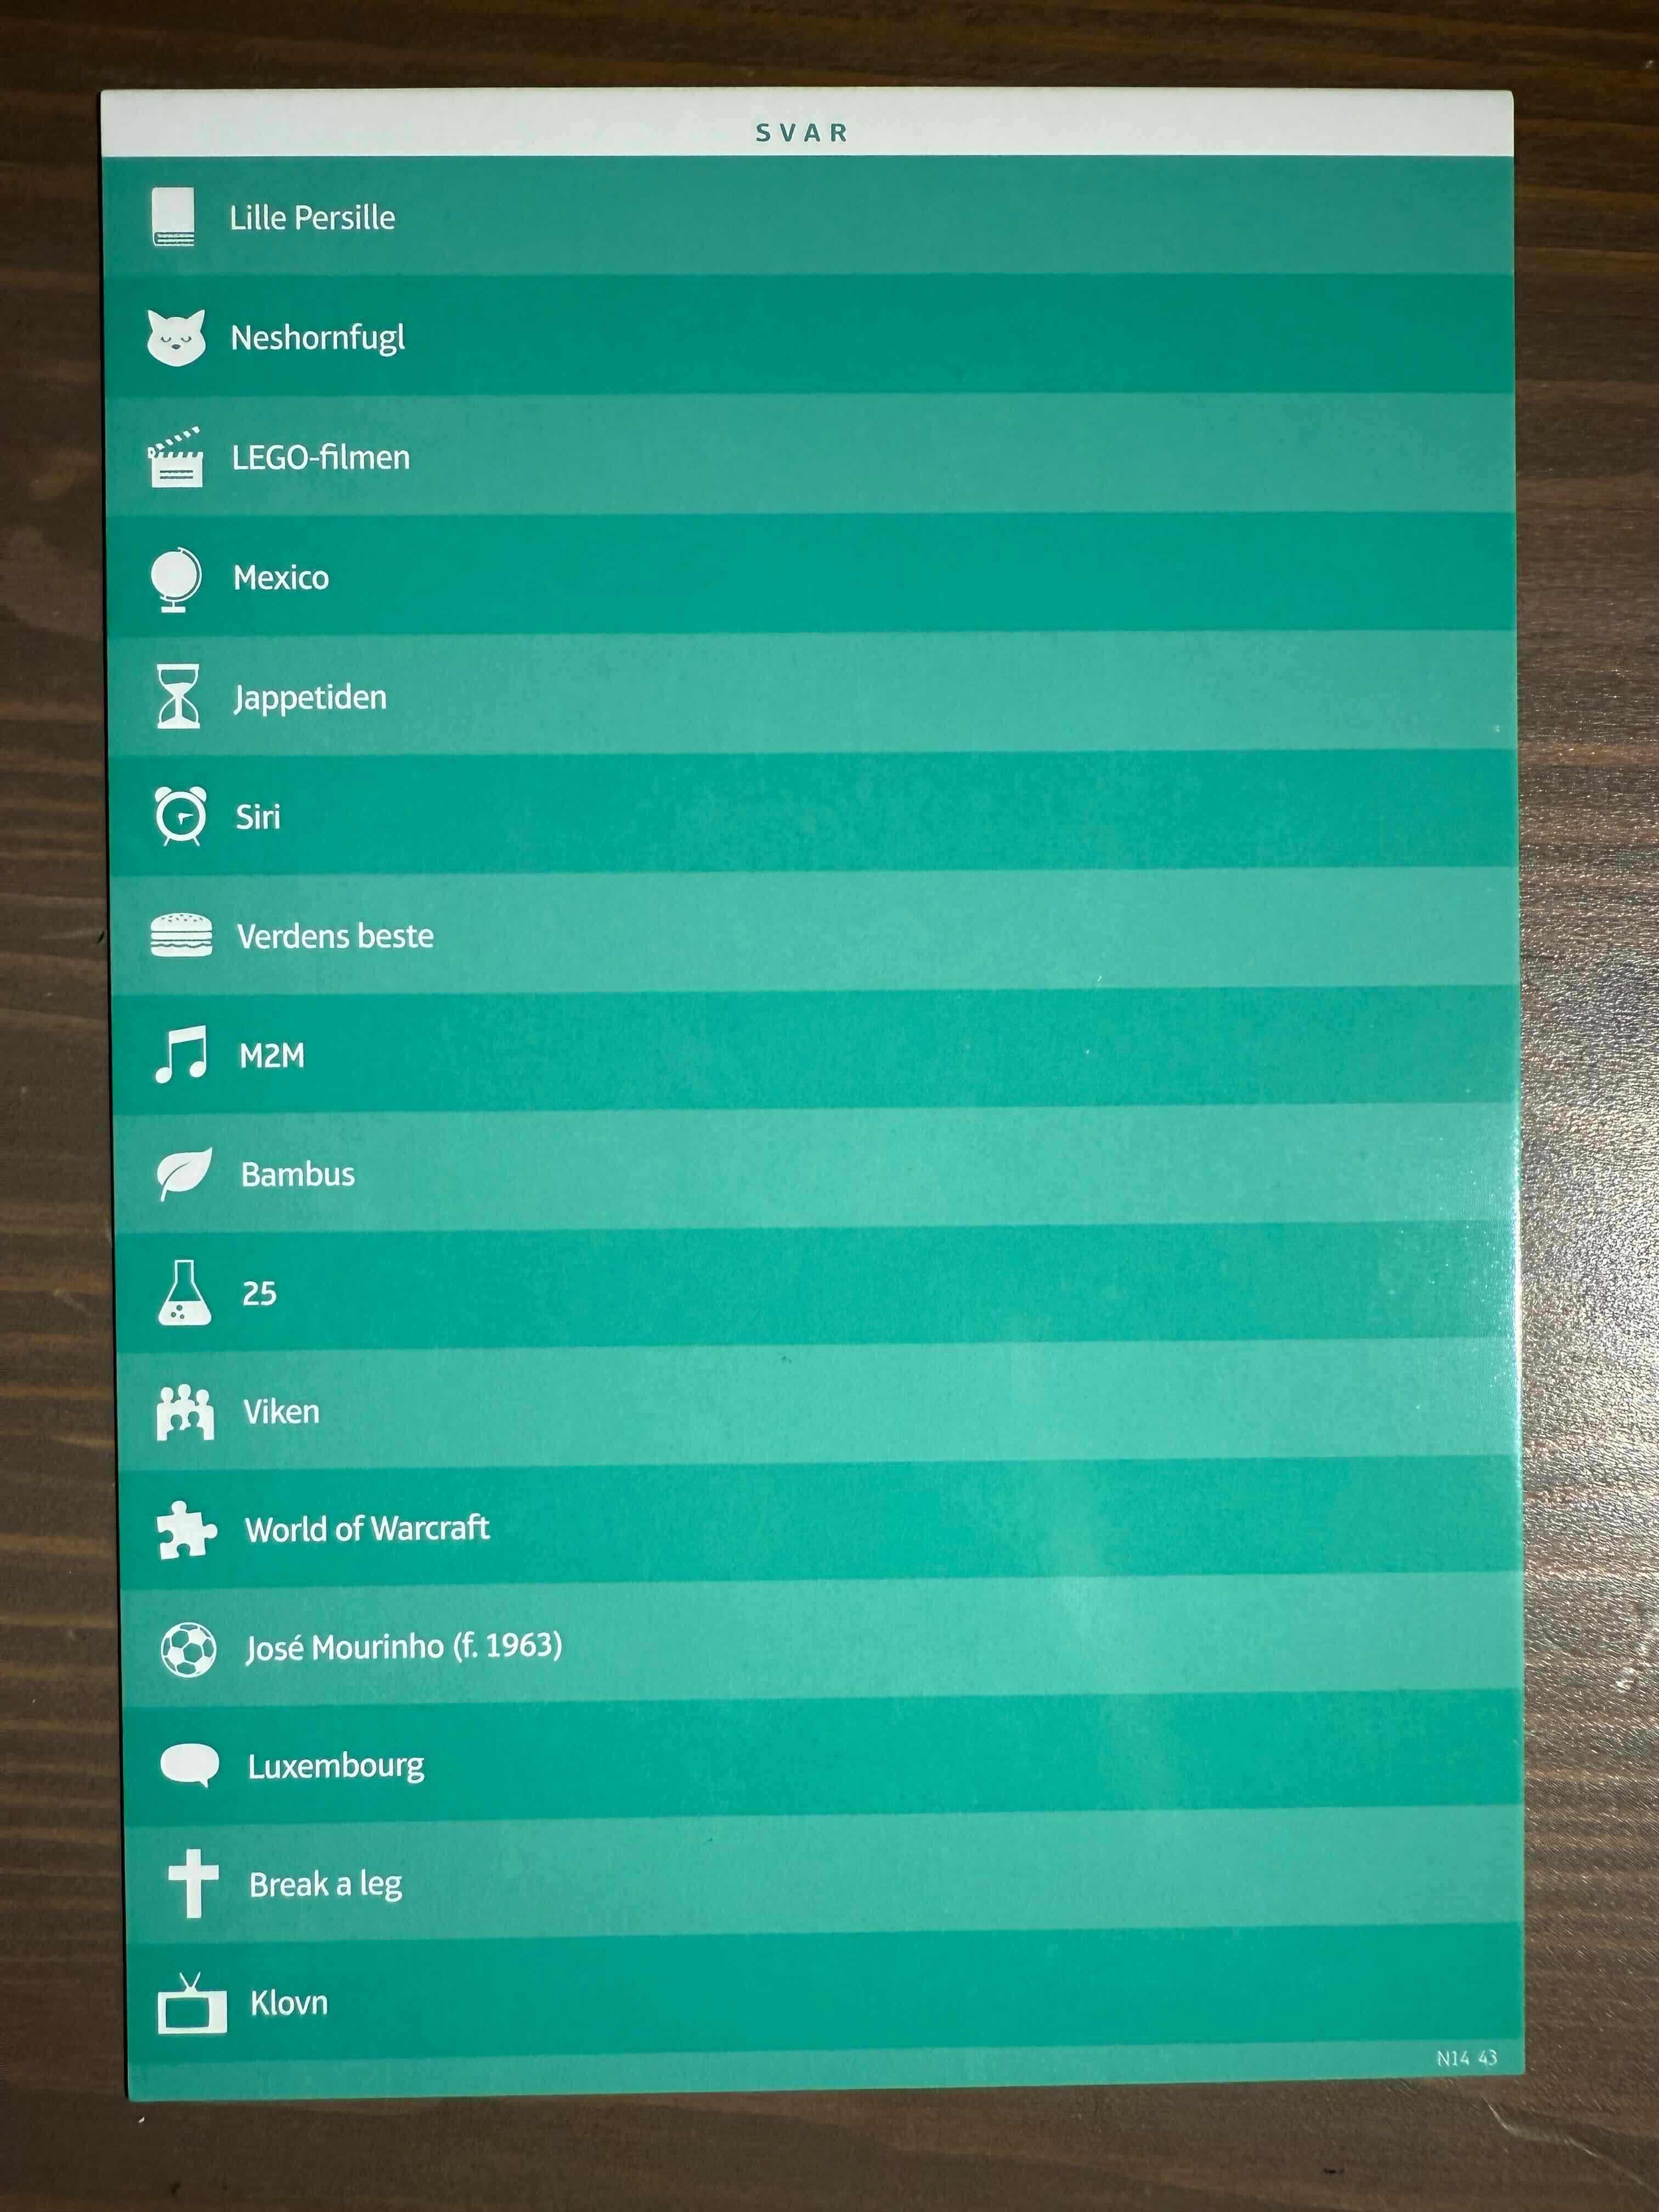 SVAR
Lille Persille
Neshornfugl
LEGO-filmen
Mexico
Jappetiden
Siri
Verdens beste
M2M
Bambus
25
Viken
World of Warcraft
José Mourinho (f. 1963)
Luxembourg
Break a leg
Klovn
N14 43